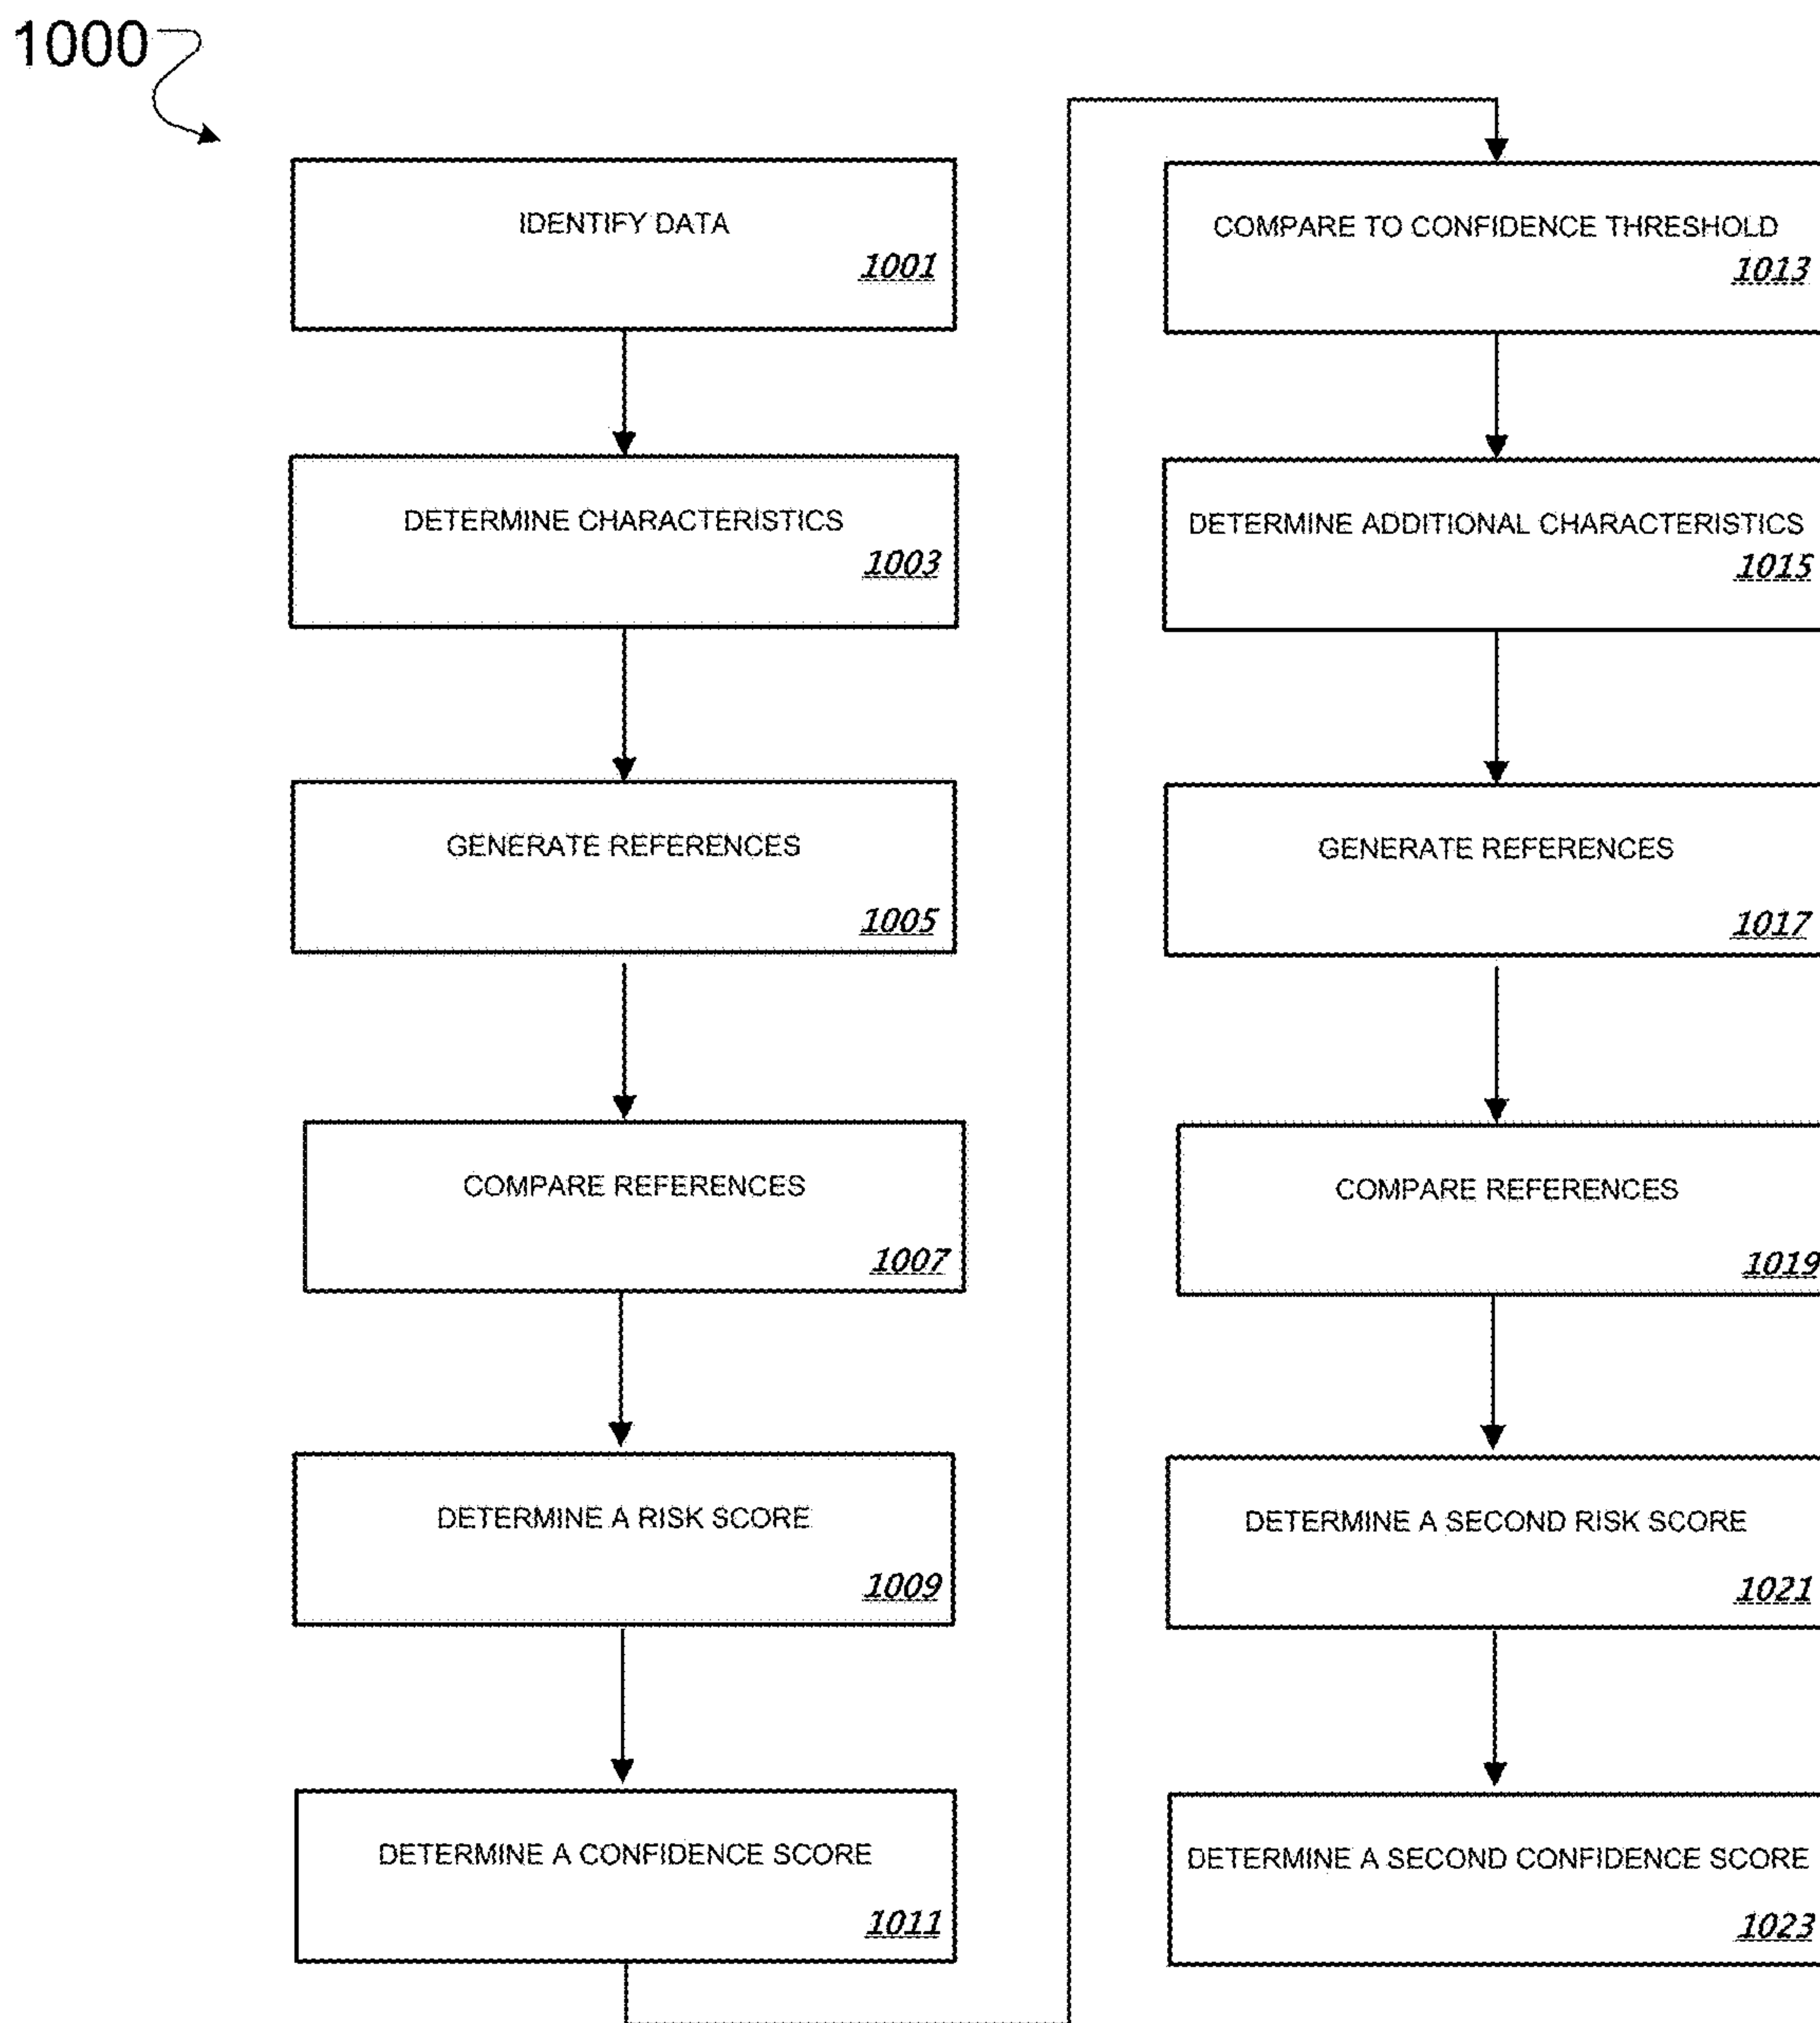 1000
IDENTIFY DATA
1001
DETERMINE CHARACTERISTICS
1003
GENERATE REFERENCES
1005
COMPARE REFERENCES
1007
DETERMINE A RISK SCORE
1009
DETERMINE A CONFIDENCE SCORE
1011
COMPARE TO CONFIDENCE THRESHOLD
1013
DETERMINE ADDITIONAL CHARACTERISTICS
1015
GENERATE REFERENCES
1017
COMPARE REFERENCES
1019
DETERMINE A SECOND RISK SCORE
1021
DETERMINE A SECOND CONFIDENCE SCORE
1023